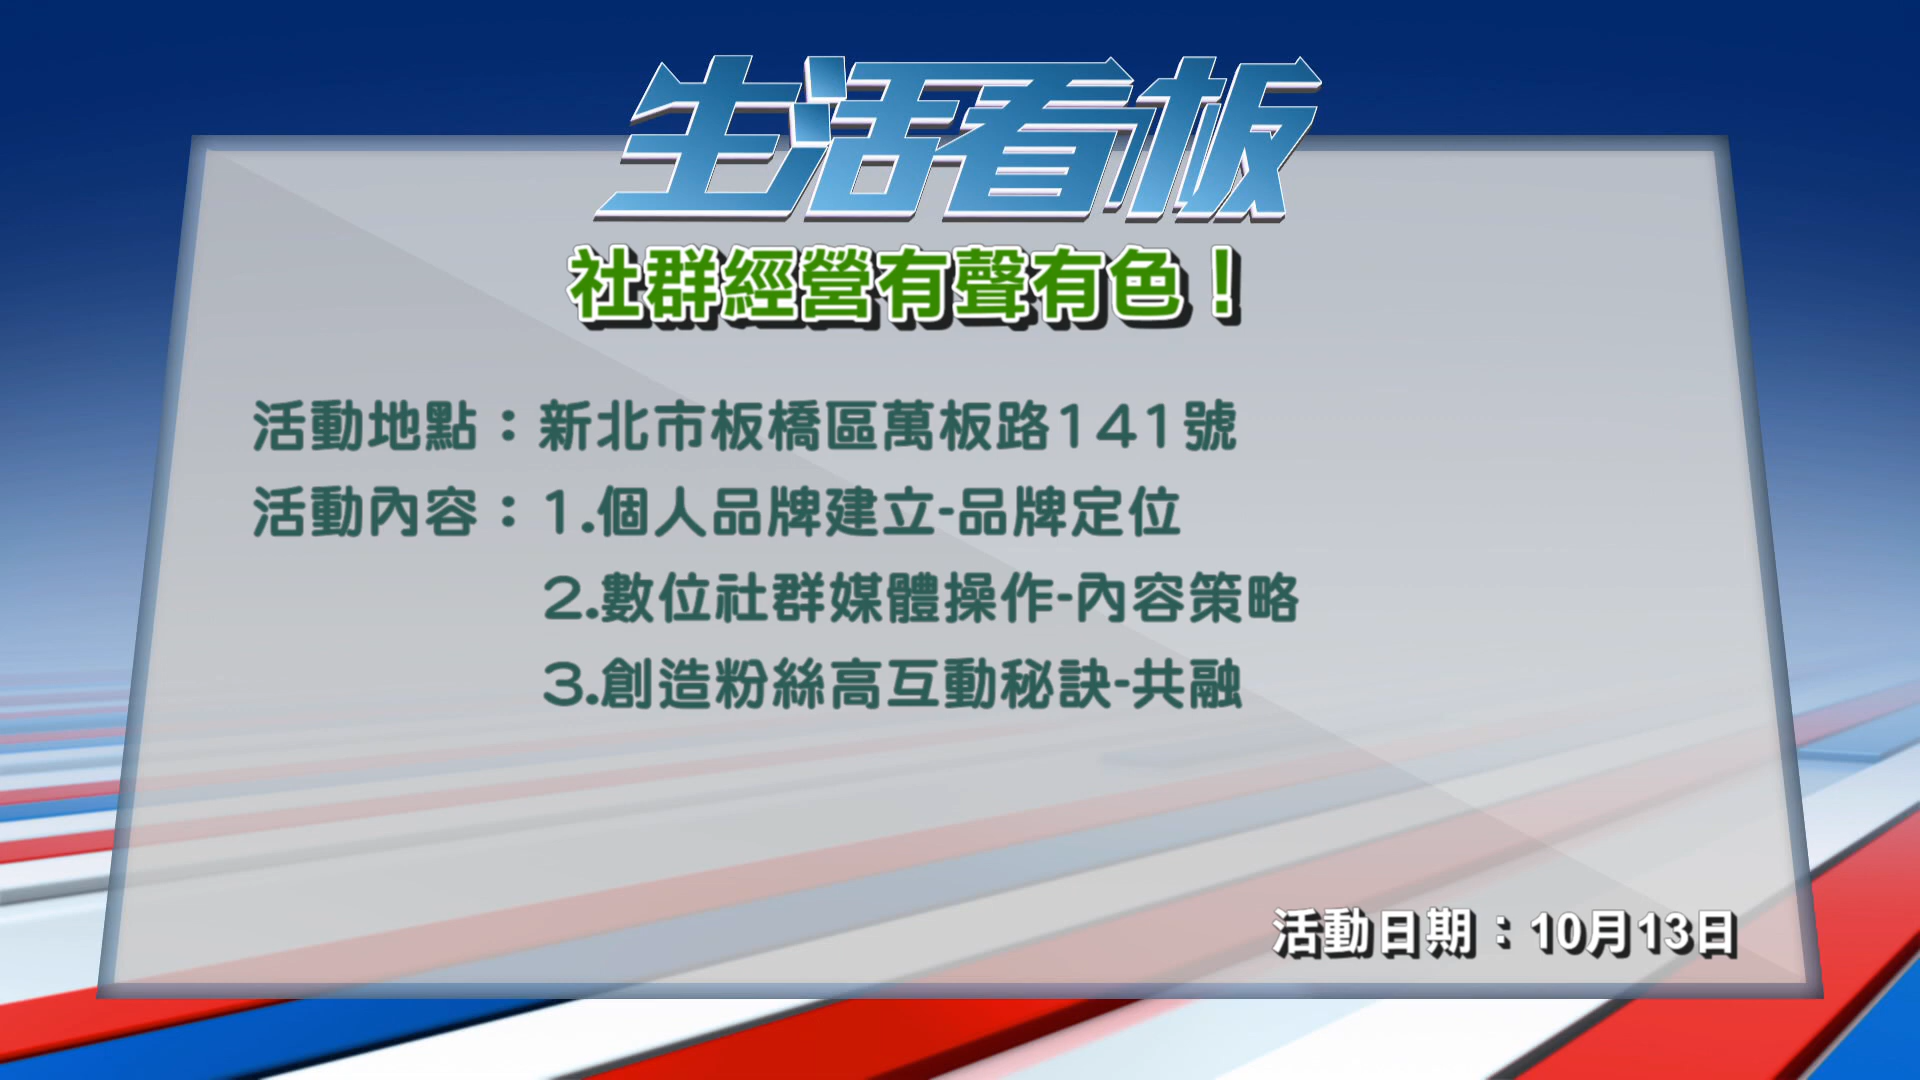 生活看板
社群經營有聲有色！
活動地點：新北市板橋區萬板路141號
活動內容：1.個人品牌建立-品牌定位
2.數位社群媒體操作-內容策略
3.創造粉絲高互動秘訣-共融
活動日期：10月13日